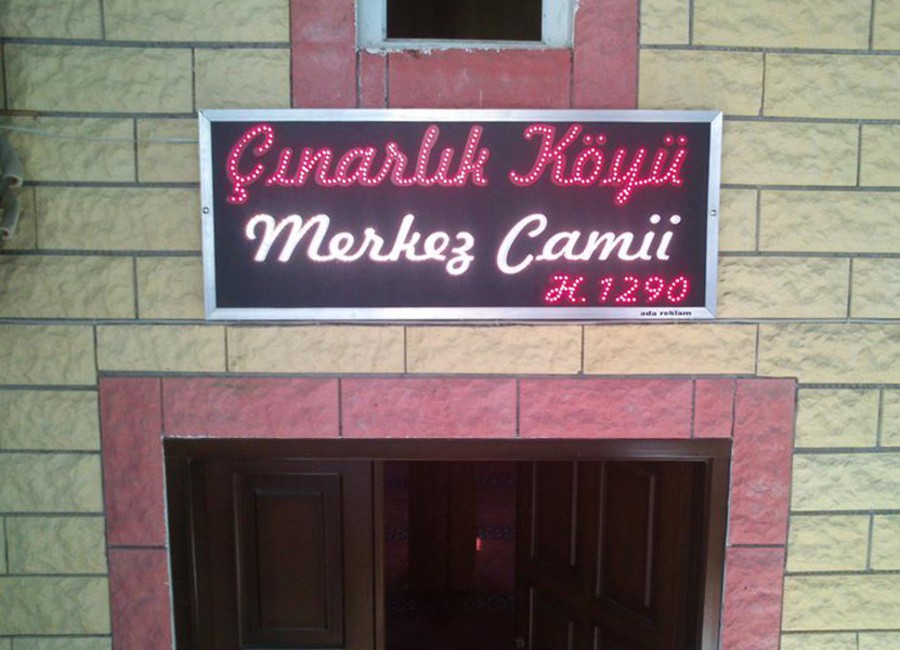 Çınarlık Köyü
Merkez Camii
H. 1290
ada reklam